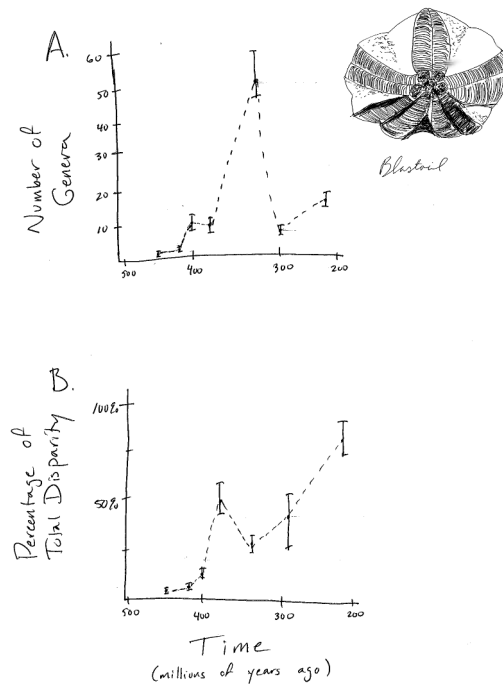 A.
Number of
Genera
60
50
40
30
20
10
500
400
300
200
Blastoid
B.
Percentage of
Total Disparity
100%
50%
500
400
300
200
Time
(millions of years ago)